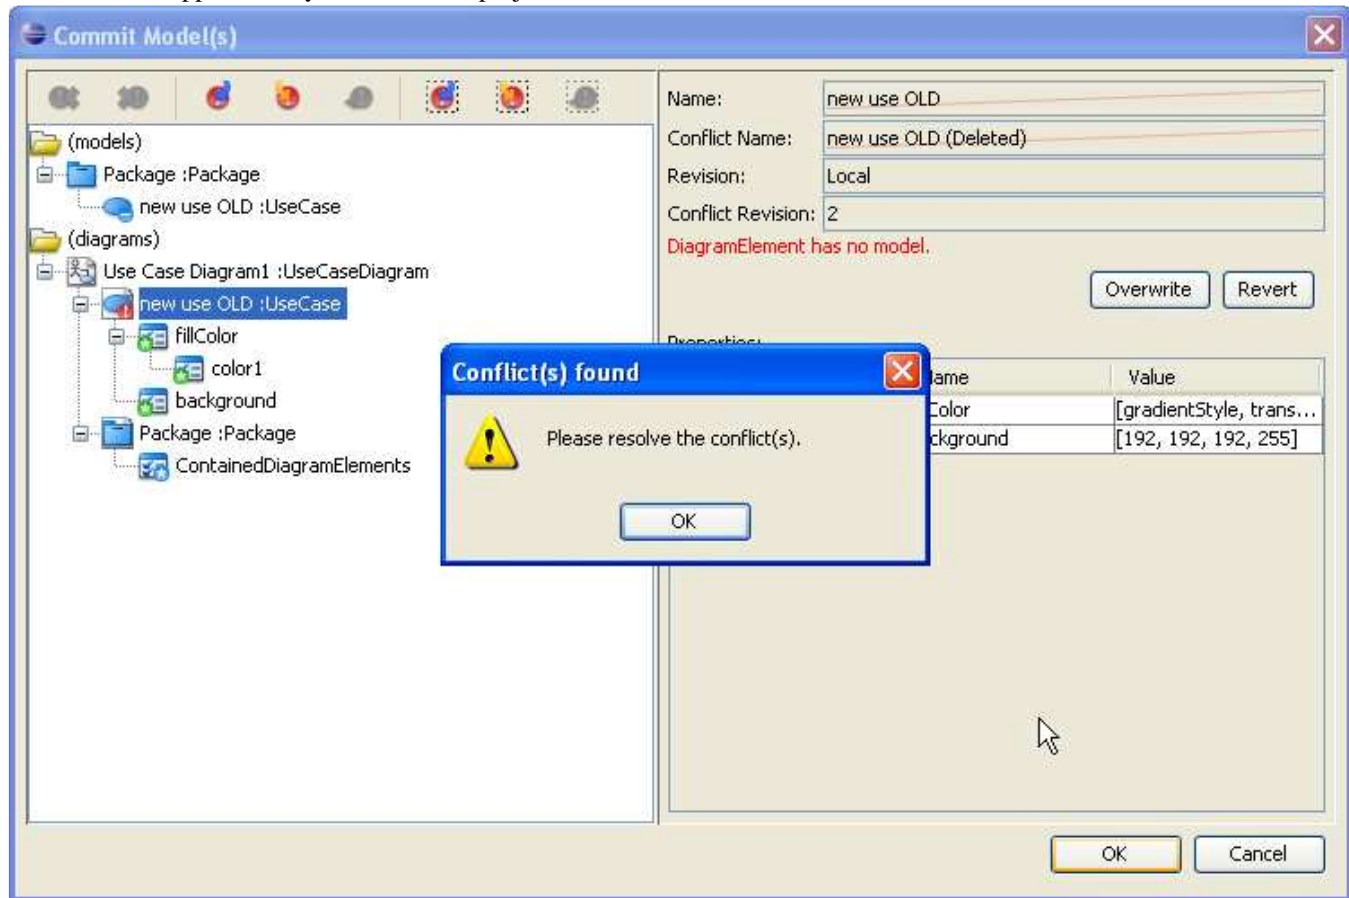 Commit Model(s)
(models)
Package :Package
new use OLD :UseCase
(diagrams)
Use Case Diagram1 :UseCaseDiagram
new use OLD :UseCase
fillColor
color1
background
Package :Package
ContainedDiagramElements
Name: new use OLD
Conflict Name: new use OLD (Deleted)
Revision: Local
Conflict Revision: 2
DiagramElement has no model.
Overwrite Revert
Value
Color [gradientStyle, trans...
ckground [192, 192, 192, 255]
Conflict(s) found
Please resolve the conflict(s).
OK
OK Cancel